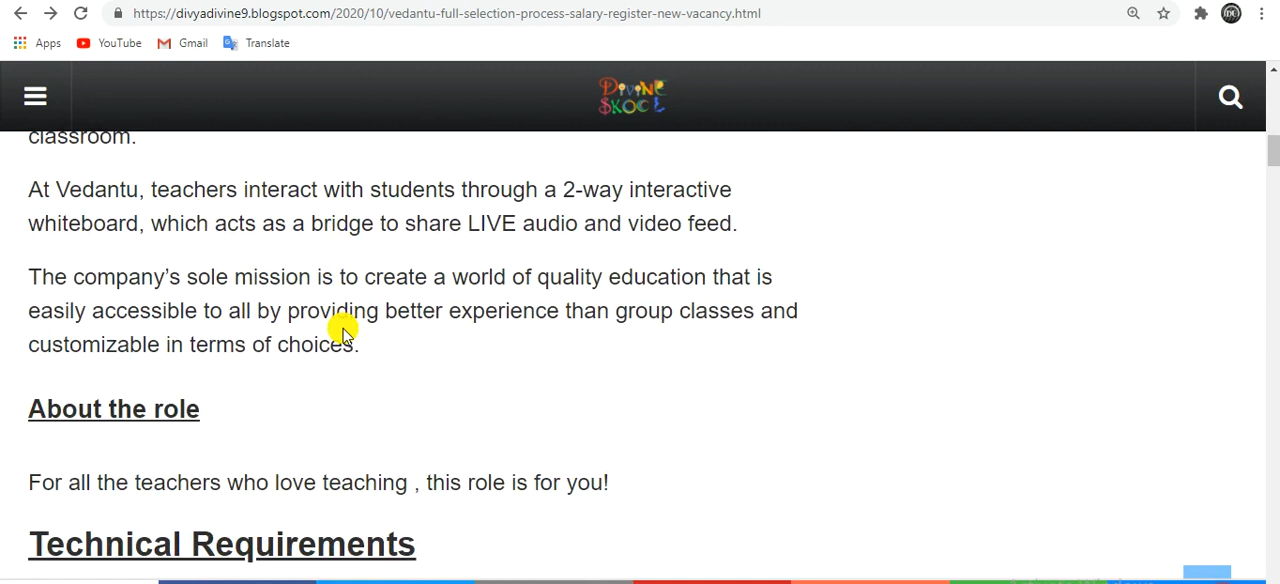 https://divyadivine9.blogspot.com/2020/10/vedantu-full-selection-process-salary-register-new-vacancy.html
Apps YouTube Gmail Translate
DIVINE
$KOCE
classroom.
At Vedantu, teachers interact with students through a 2-way interactive
whiteboard, which acts as a bridge to share LIVE audio and video feed.
The company’s sole mission is to create a world of quality education that is
easily accessible to all by providing better experience than group classes and
customizable in terms of choices.
About the role
For all the teachers who love teaching , this role is for you!
Technical Requirements